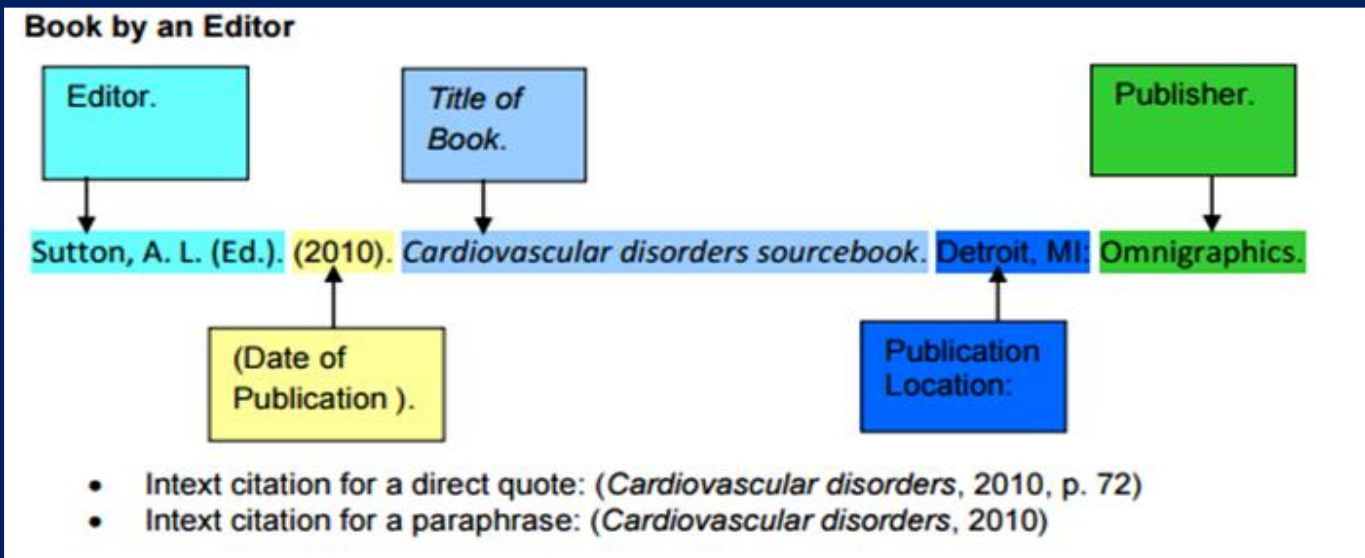 Book by an Editor
Editor.
Title of
Book.
Publisher.
Sutton, A. L. (Ed.). (2010). Cardiovascular disorders sourcebook. Detroit, MI: Omnigraphics.
(Date of
Publication ).
Publication
Location:
• Intext citation for a direct quote: (Cardiovascular disorders, 2010, p. 72)
• Intext citation for a paraphrase: (Cardiovascular disorders, 2010)